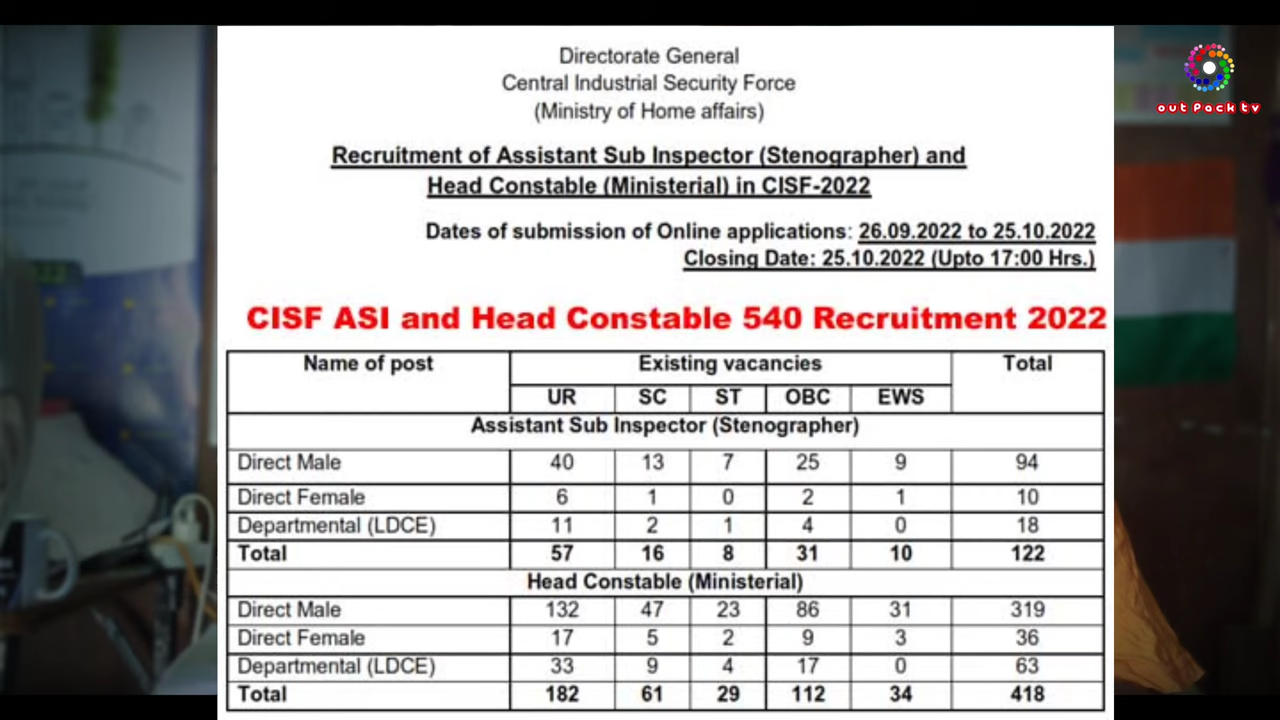 out Pack tv
Directorate General
Central Industrial Security Force
(Ministry of Home affairs)
Recruitment of Assistant Sub Inspector (Stenographer) and
Head Constable (Ministerial) in CISF-2022
Dates of submission of Online applications: 26.09.2022 to 25.10.2022
Closing Date: 25.10.2022 (Upto 17:00 Hrs.)
CISF ASI and Head Constable 540 Recruitment 2022
Name of post Existing vacancies Total
UR SC ST OBC EWS
Assistant Sub Inspector (Stenographer)
Direct Male 40 13 7 25 9 94
Direct Female 6 1 0 2 1 10
Departmental (LDCE) 11 2 1 4 0 18
Total 57 16 8 31 10 122
Head Constable (Ministerial)
Direct Male 132 47 23 86 31 319
Direct Female 17 5 2 9 3 36
Departmental (LDCE) 33 9 4 17 0 63
Total 182 61 29 112 34 418